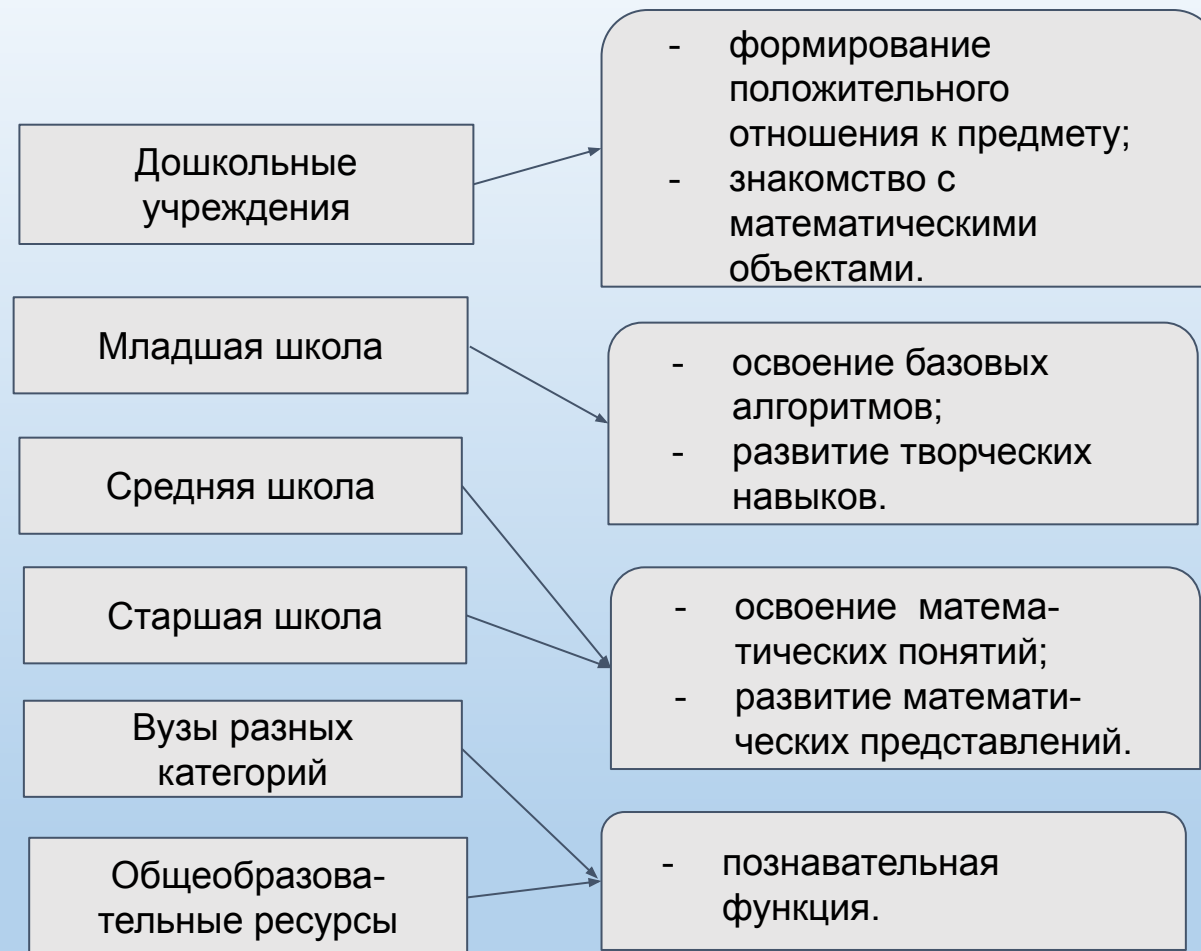 Дошкольные
учреждения
- формирование
положительного
отношения к предмету;
- знакомство с
математическими
объектами.
Младшая школа
- освоение базовых
алгоритмов;
- развитие творческих
навыков.
Средняя школа
Старшая школа
- освоение матема-
тических понятий;
- развитие математи-
ческих представлений.
Вузы разных
категорий
Общеобразова-
тельные ресурсы
- познавательная
функция.